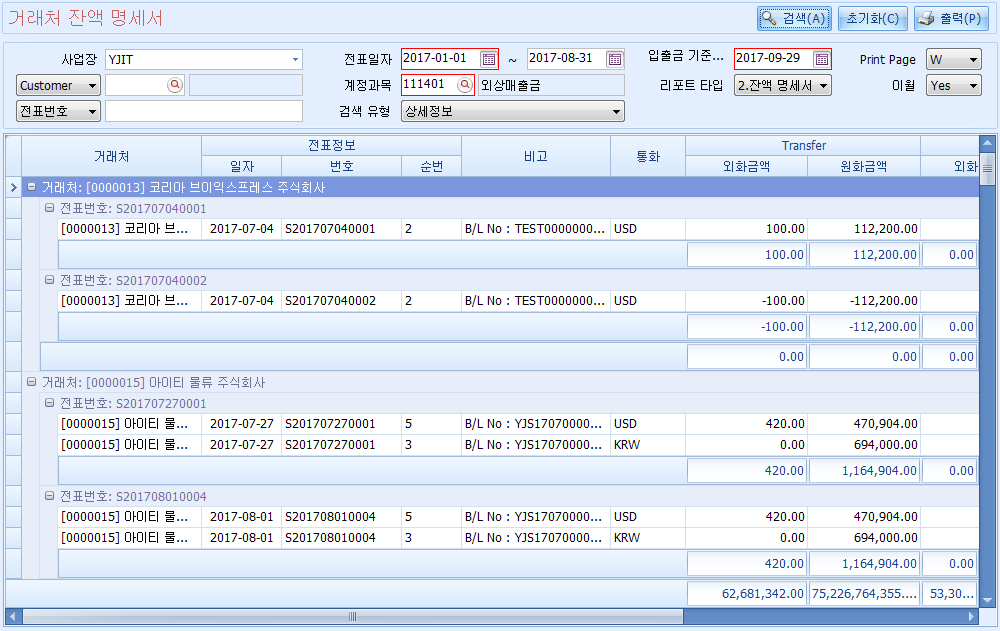 거래처 잔액 명세서 검색(A) 초기화(C) 출력(P)
사업장 YJIT 전표일자 2017-01-01 ~ 2017-08-31 입출금 기준... 2017-09-29 Print Page W
Customer 계정과목 111401 외상매출금 리포트 타입 2.잔액 명세서 이월 Yes
전표번호 검색 유형 상세정보
거래처 전표정보 비고 통화 Transfer
일자 번호 순번 외화금액 원화금액 외화
거래처: [0000013] 코리아 브이익스프레스 주식회사
전표번호: S201707040001
[0000013] 코리아 브... 2017-07-04 S201707040001 2 B/L No : TEST0000000... USD 100.00 112,200.00
100.00 112,200.00 0.00
전표번호: S201707040002
[0000013] 코리아 브... 2017-07-04 S201707040002 2 B/L No : TEST0000000... USD -100.00 -112,200.00
-100.00 -112,200.00 0.00
0.00 0.00 0.00
거래처: [0000015] 아이티 물류 주식회사
전표번호: S201707270001
[0000015] 아이티 물... 2017-07-27 S201707270001 5 B/L No : YJS17070000... USD 420.00 470,904.00
[0000015] 아이티 물... 2017-07-27 S201707270001 3 B/L No : YJS17070000... KRW 0.00 694,000.00
420.00 1,164,904.00 0.00
전표번호: S201708010004
[0000015] 아이티 물... 2017-08-01 S201708010004 5 B/L No : YJS17070000... USD 420.00 470,904.00
[0000015] 아이티 물... 2017-08-01 S201708010004 3 B/L No : YJS17070000... KRW 0.00 694,000.00
420.00 1,164,904.00 0.00
62,681,342.00 75,226,764,355.... 53,30...